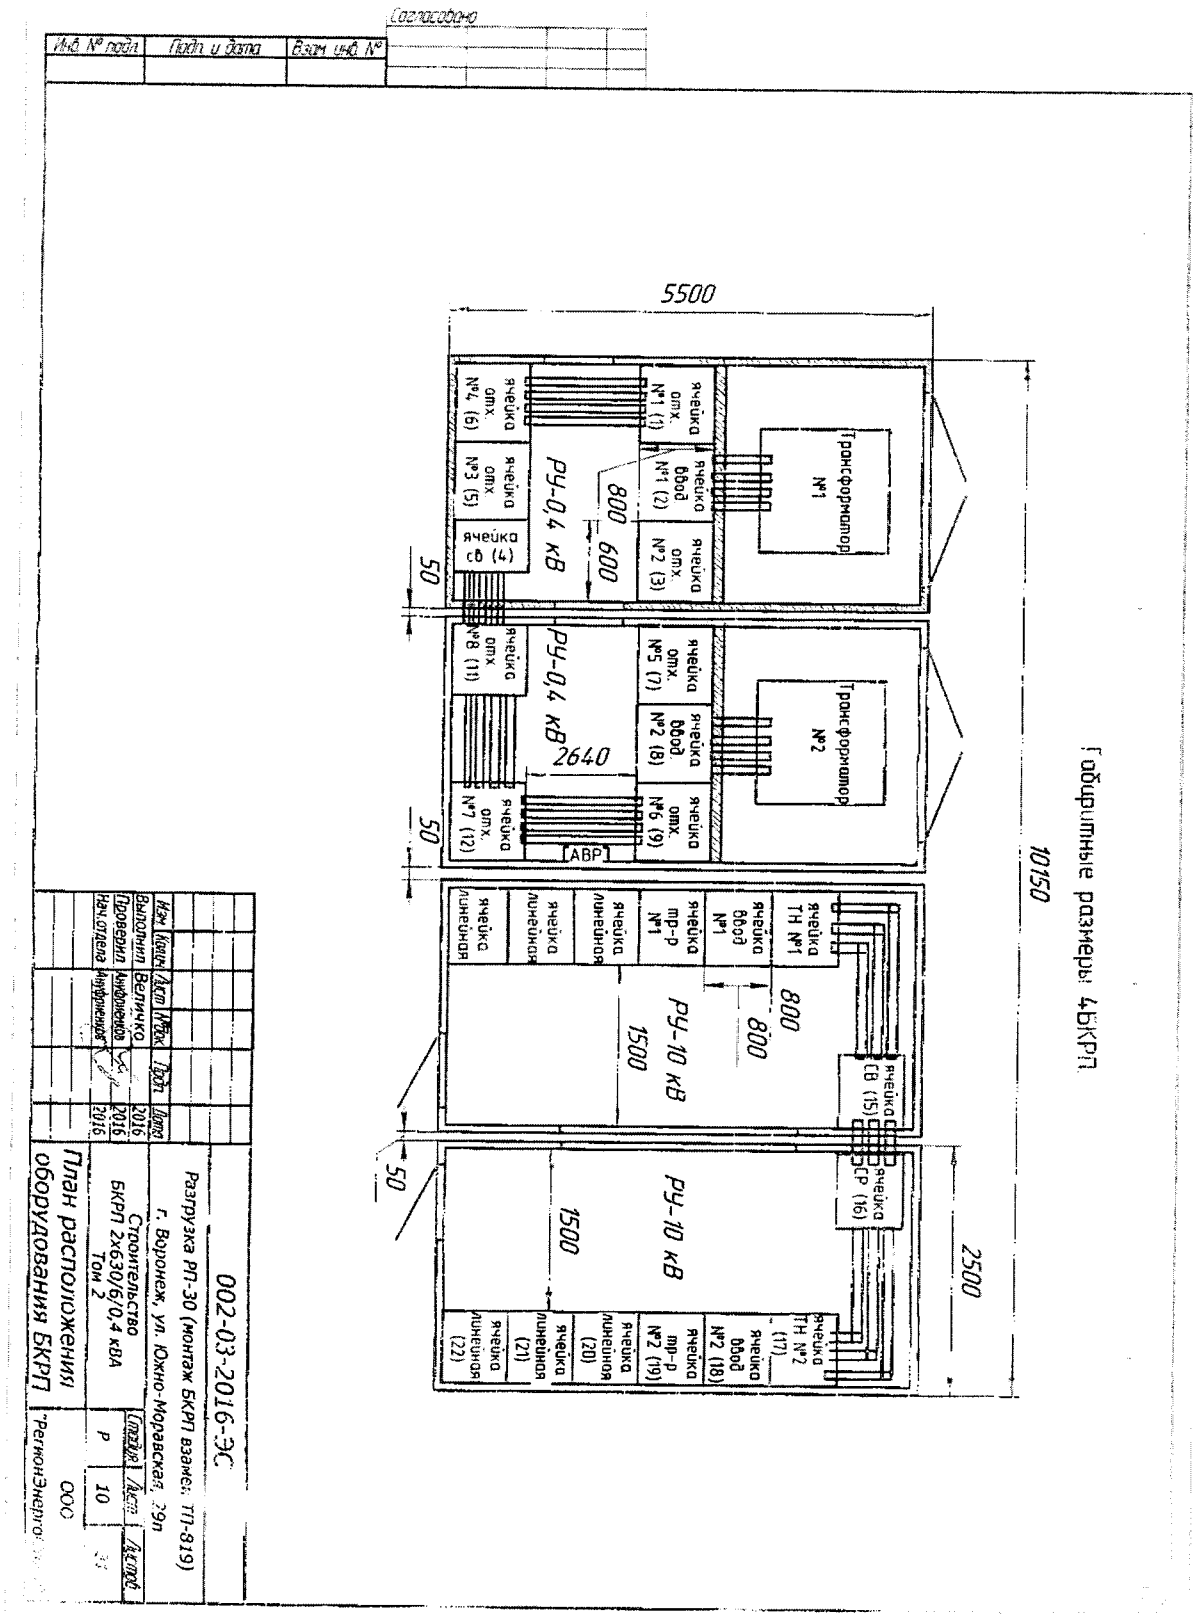 Согласовано
Инв. № подл.
Подп. и дата
Взам. инв. №
Габаритные размеры 4БКРП
10150
5500
2500
Трансформатор
№1
Трансформатор
№2
ячейка
отх.
№1 (1)
ячейка
ввод
№1 (2)
ячейка
отх.
№2 (3)
ячейка
отх.
№5 (7)
ячейка
ввод.
№2 (8)
ячейка
отх.
№6 (9)
800
600
РУ-0,4 кВ
РУ-0,4 кВ
2640
АВР
ячейка
отх.
№4 (6)
ячейка
отх.
№3 (5)
ячейка
св (4)
ячейка
отх.
№8 (11)
ячейка
отх.
№7 (12)
50
50
ячейка
ТН №1
ячейка
ввод
№1
ячейка
тр-р
№1
ячейка
линейная
ячейка
линейная
ячейка
линейная
800
800
1500
РУ-10 кВ
ячейка
СВ (15)
ячейка
СР (16)
50
РУ-10 кВ
1500
ячейка
ТН №2
(17)
ячейка
ввод
№2 (18)
ячейка
тр-р
№2 (19)
ячейка
линейная
(20)
ячейка
линейная
(21)
ячейка
линейная
(22)
002-03-2016-ЭС
Разгрузка РП-30 (монтаж БКРП взамен ТП-819)
г. Воронеж, ул. Южно-Моравская, 29п
Изм. Кол.уч Лист №док. Подп. Дата
Выполнил Величко 2016
Проверил Ануфриенков 2016
Нач.отдела Ануфриенков 2016
Строительство
БКРП 2х630/6/0,4 кВА
Том 2
Стадия Лист Листов
Р 10
План расположения
оборудования БКРП
ООО